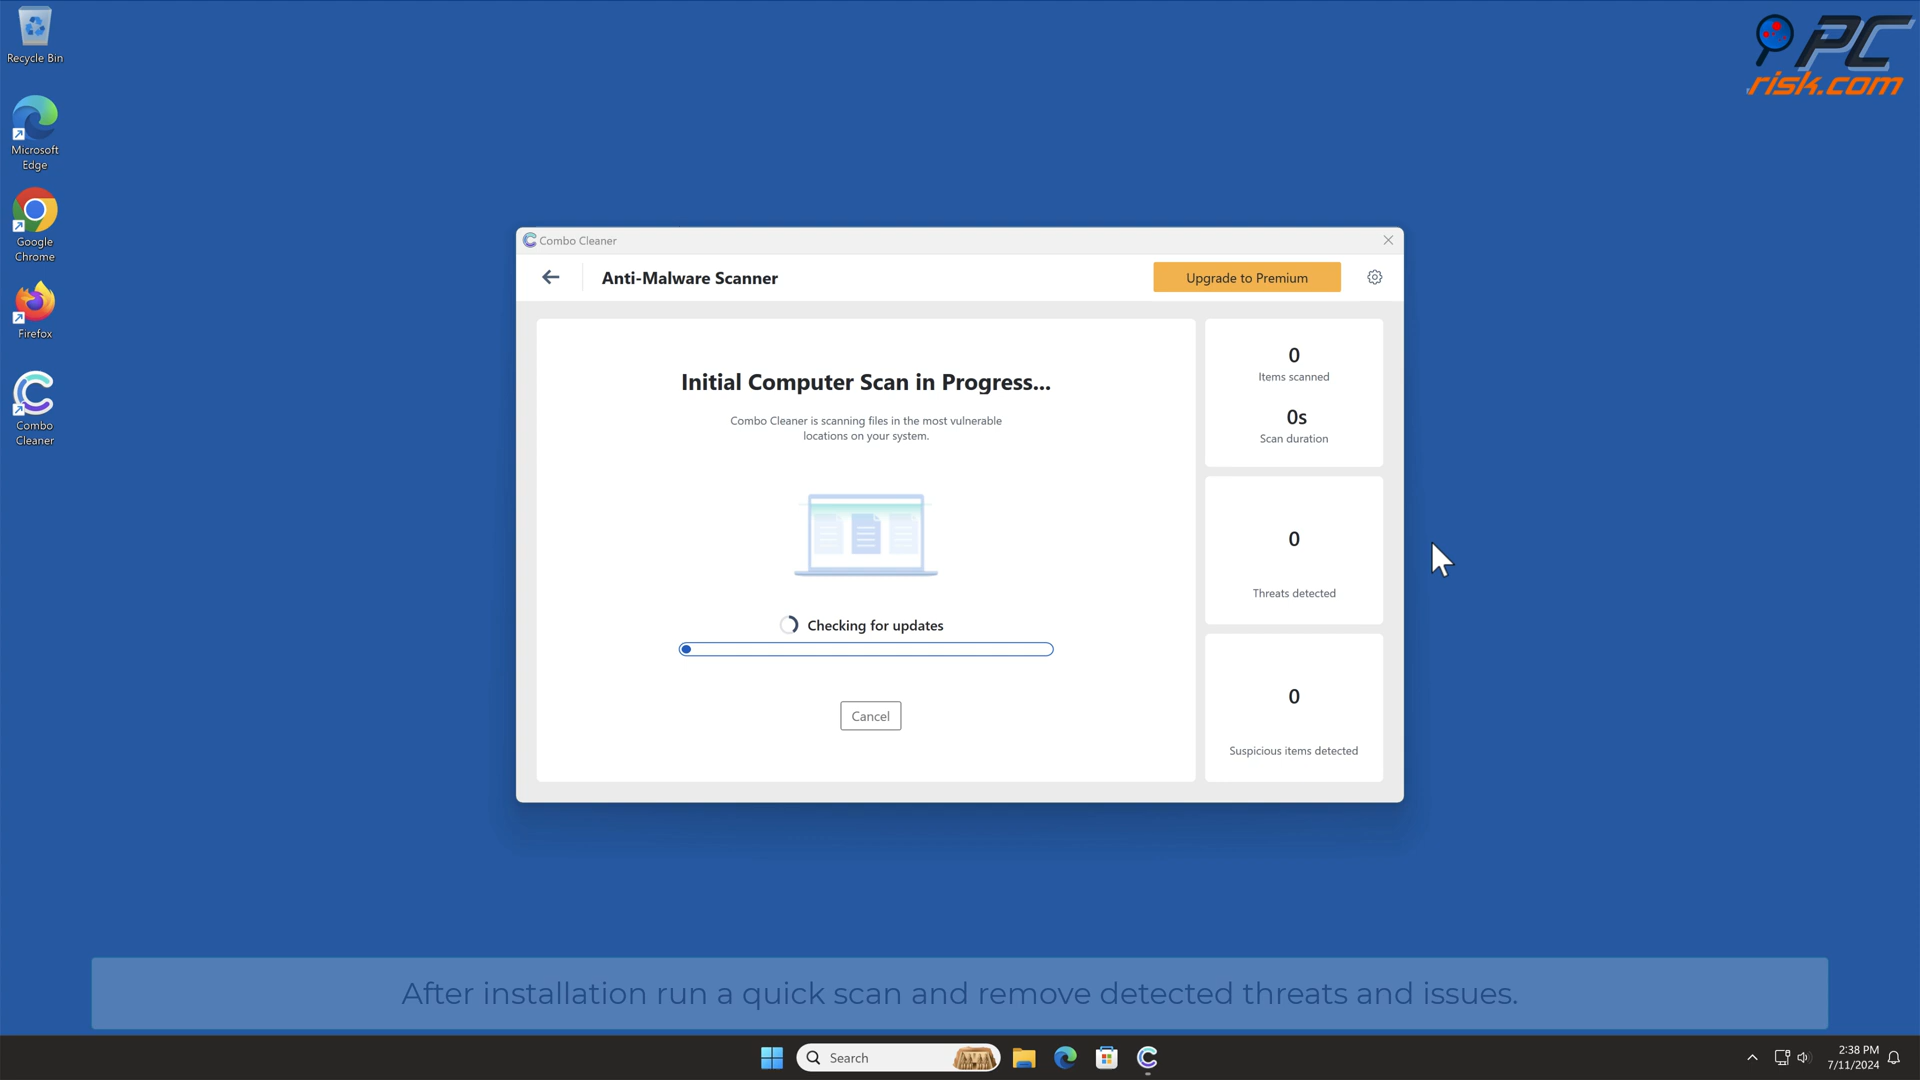 Recycle Bin
Microsoft
Edge
Google
Chrome
Firefox
Combo
Cleaner
PC
risk.com
Combo Cleaner
Anti-Malware Scanner
Upgrade to Premium
Initial Computer Scan in Progress...
Combo Cleaner is scanning files in the most vulnerable
locations on your system.
Checking for updates
Cancel
0
Items scanned
0s
Scan duration
0
Threats detected
0
Suspicious items detected
After installation run a quick scan and remove detected threats and issues.
Search
2:38 PM
7/11/2024